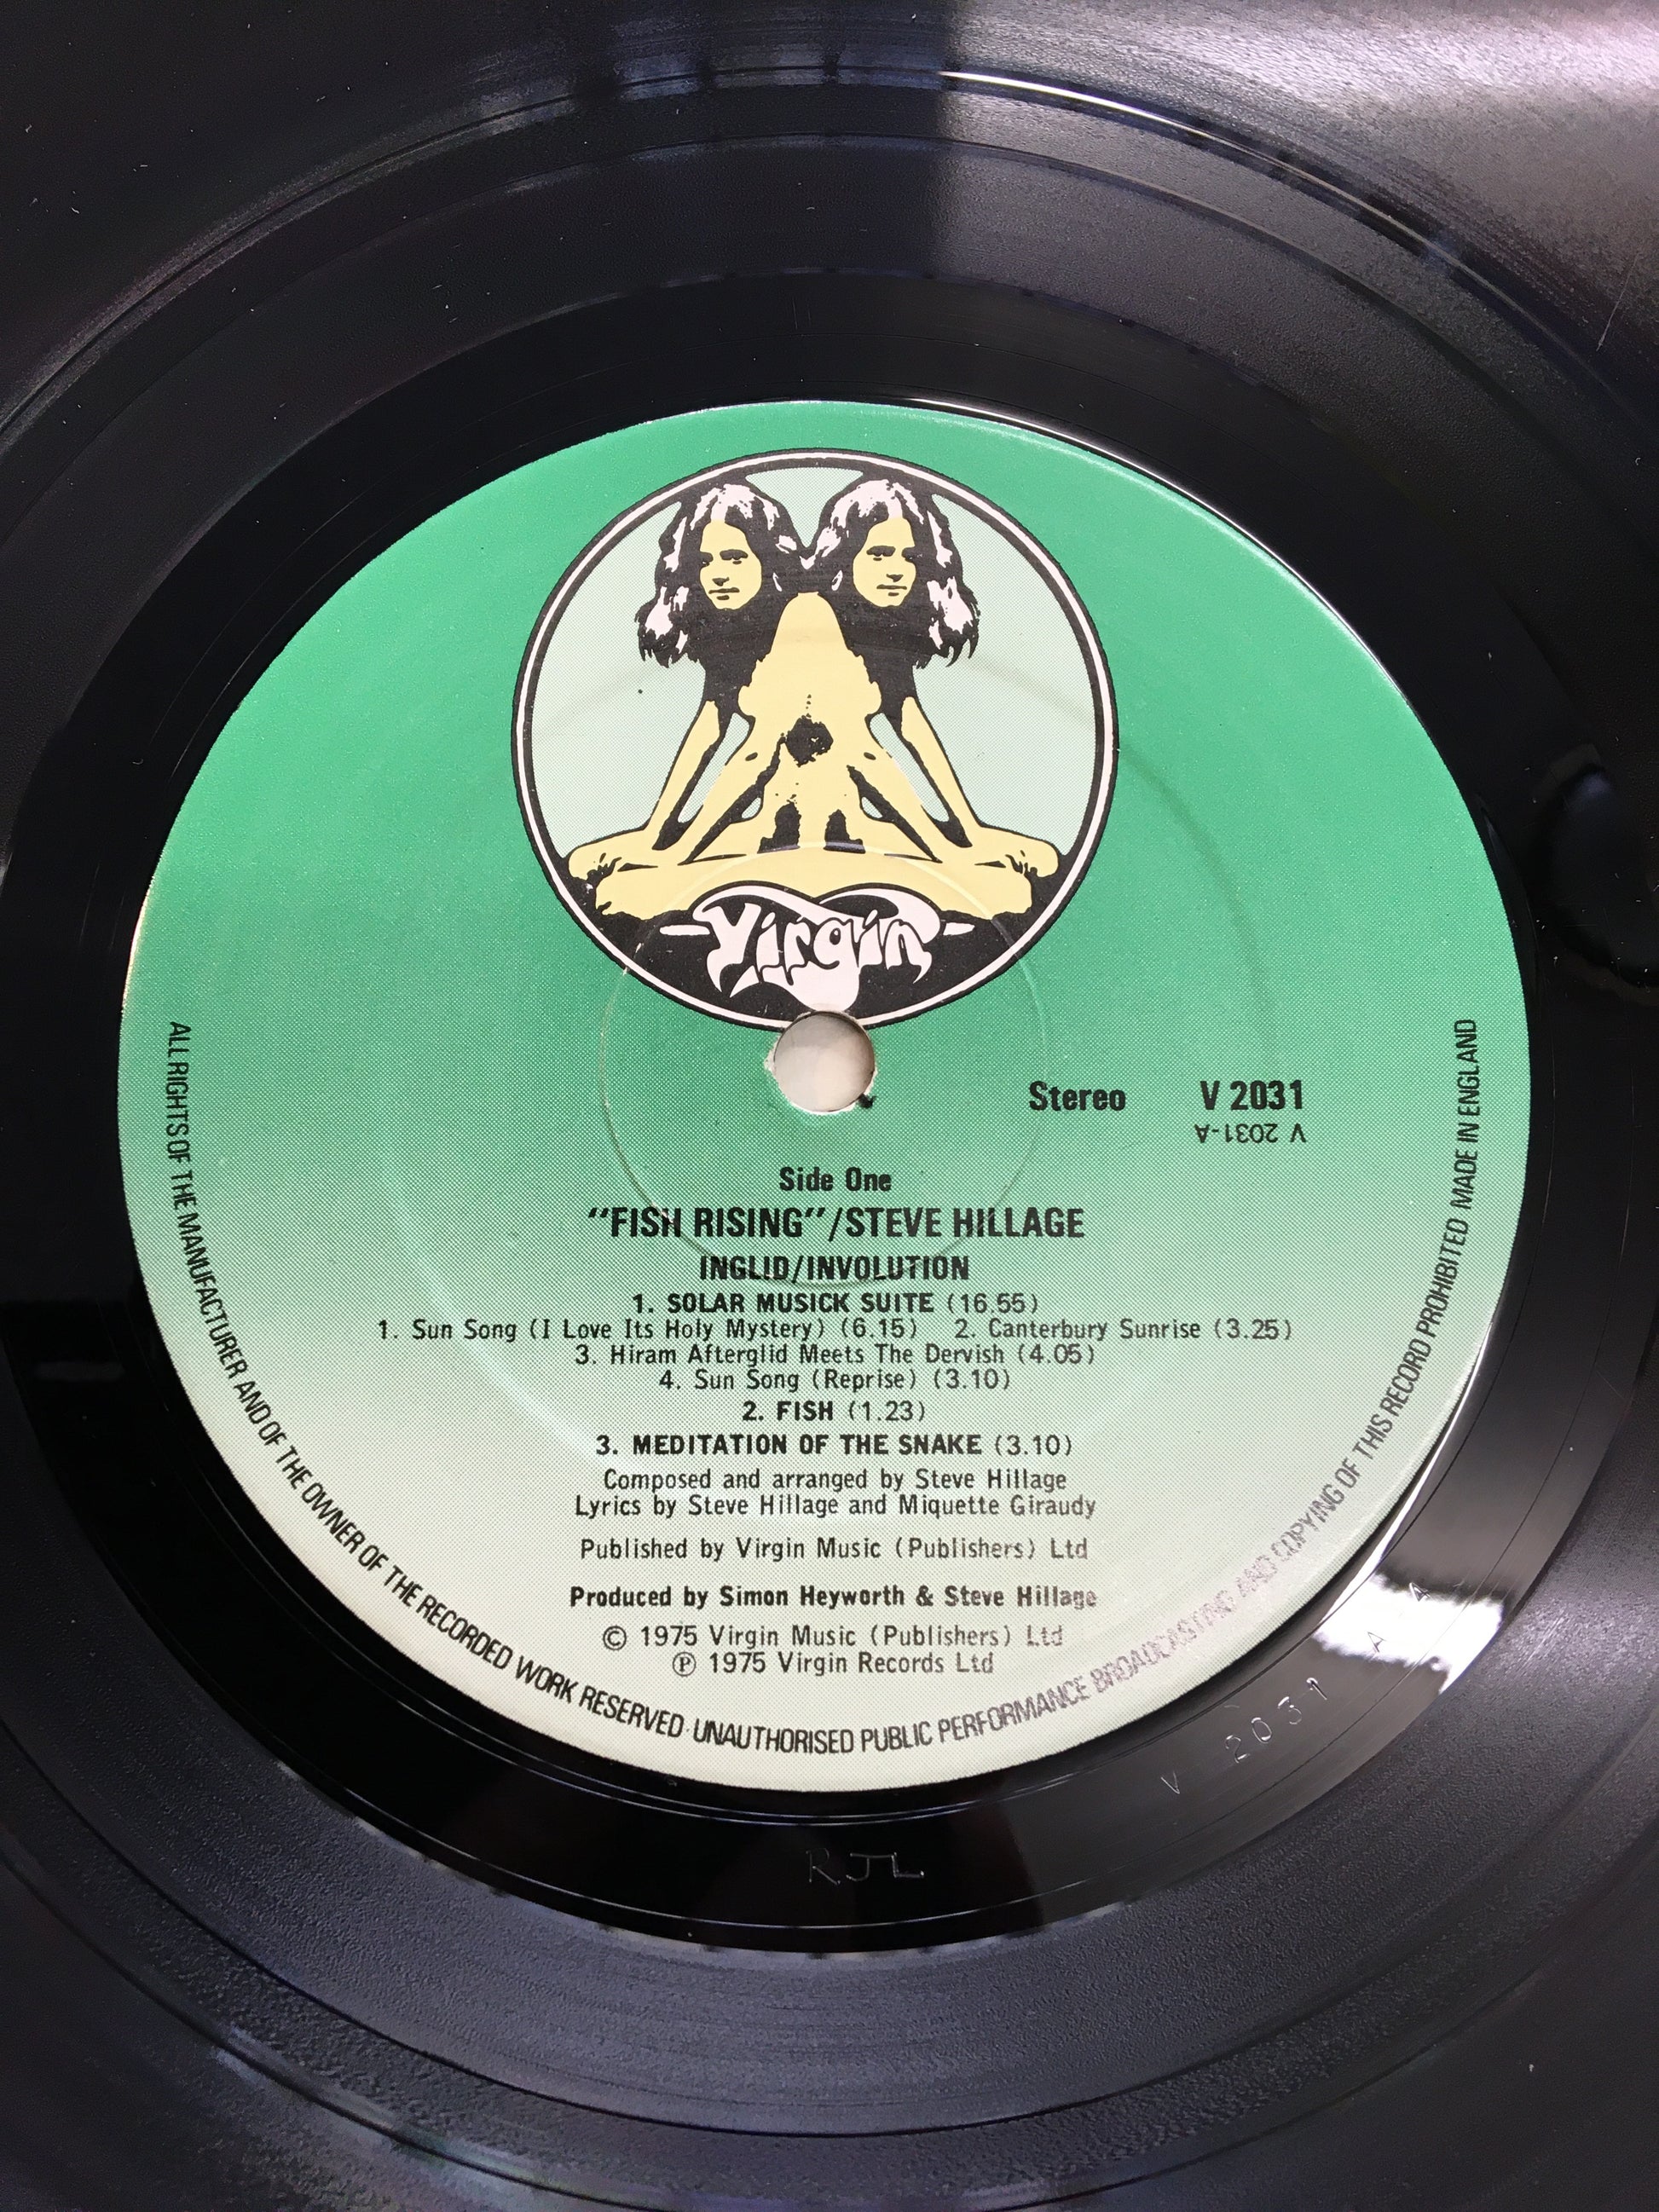 Virgin
Stereo V 2031
V 2031-A
Side One
"FISH RISING"/STEVE HILLAGE
INGLID/INVOLUTION
1. SOLAR MUSICK SUITE (16.55)
1. Sun Song (I Love Its Holy Mystery) (6.15) 2. Canterbury Sunrise (3.25)
3. Hiram Afterglid Meets The Dervish (4.05)
4. Sun Song (Reprise) (3.10)
2. FISH (1.23)
3. MEDITATION OF THE SNAKE (3.10)
Composed and arranged by Steve Hillage
Lyrics by Steve Hillage and Miquette Giraudy
Published by Virgin Music (Publishers) Ltd
Produced by Simon Heyworth & Steve Hillage
© 1975 Virgin Music (Publishers) Ltd
℗ 1975 Virgin Records Ltd
ALL RIGHTS OF THE MANUFACTURER AND OF THE OWNER OF THE RECORDED WORK RESERVED · UNAUTHORISED PUBLIC PERFORMANCE BROADCASTING AND COPYING OF THIS RECORD PROHIBITED MADE IN ENGLAND
V 2031 A
RJL